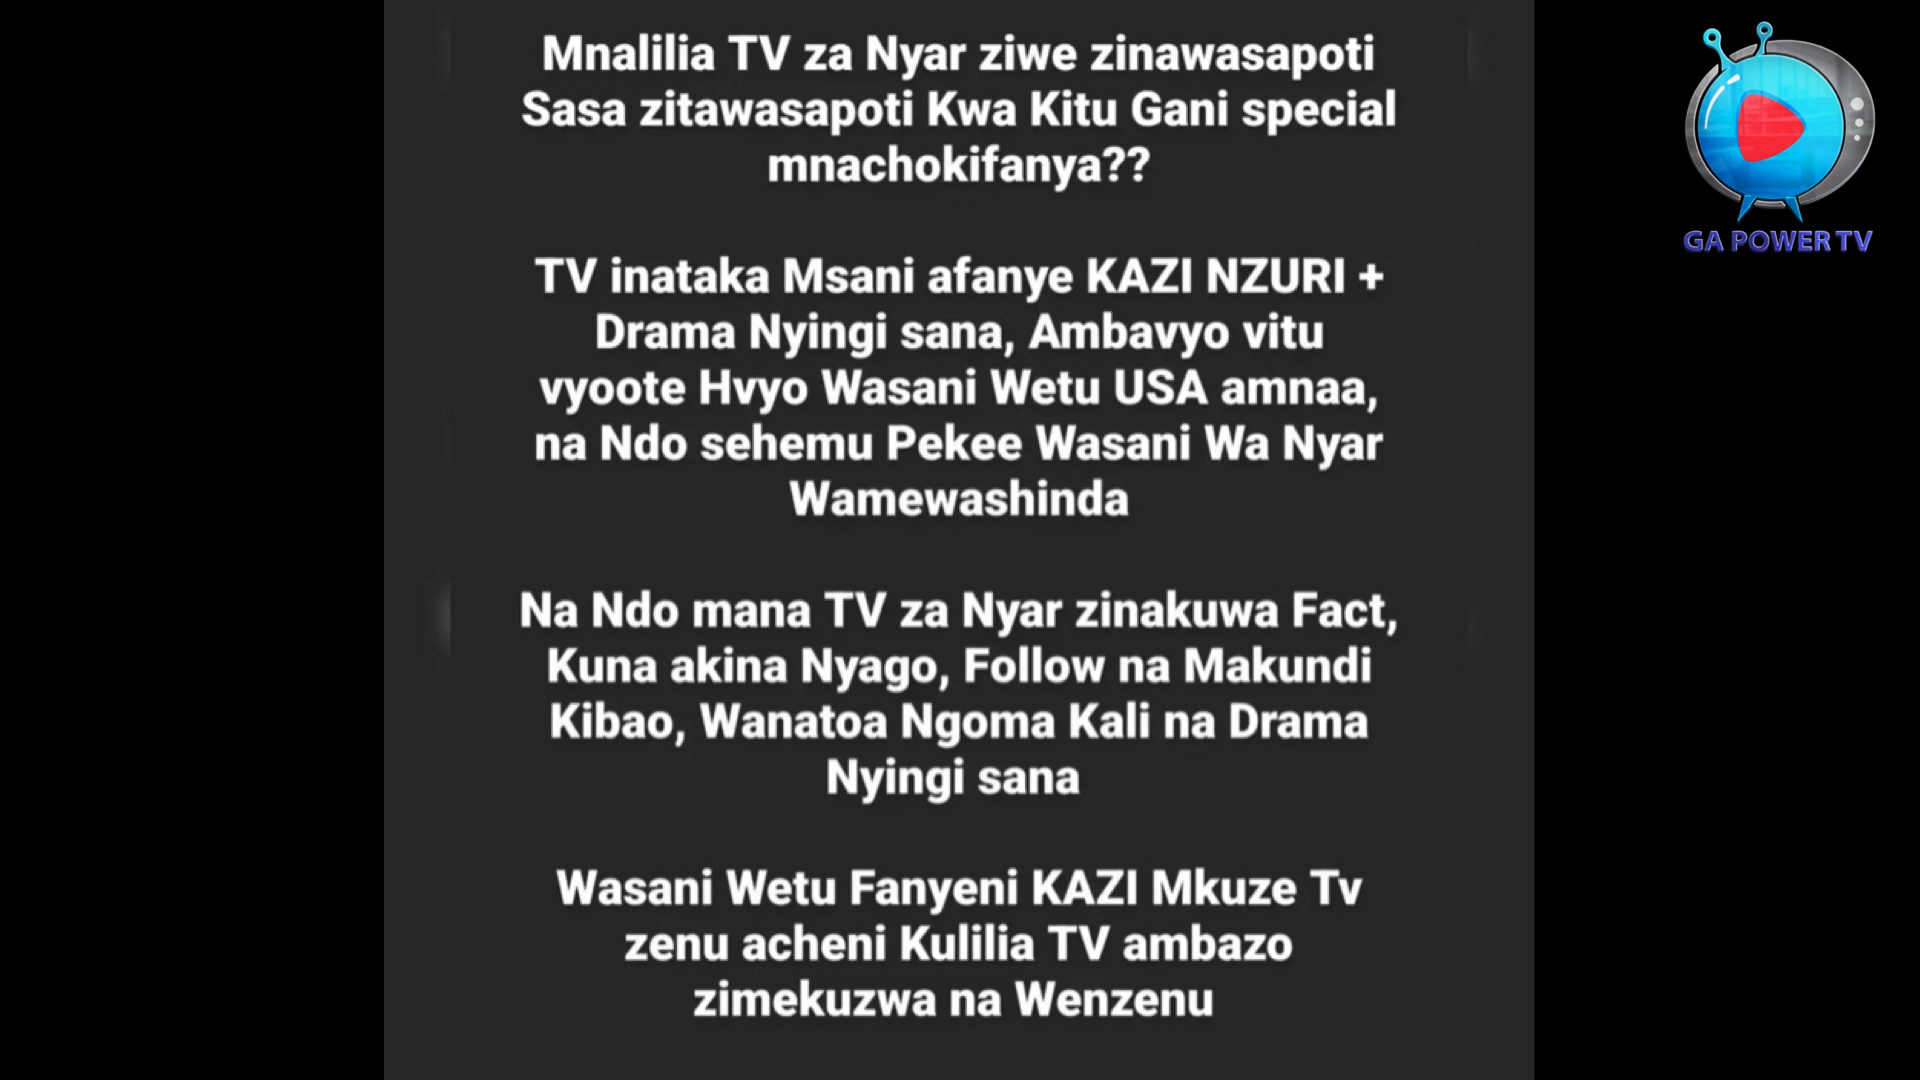 Mnalilia TV za Nyar ziwe zinawasapoti
Sasa zitawasapoti Kwa Kitu Gani special
mnachokifanya??
TV inataka Msani afanye KAZI NZURI +
Drama Nyingi sana, Ambavyo vitu
vyoote Hvyo Wasani Wetu USA amnaa,
na Ndo sehemu Pekee Wasani Wa Nyar
Wamewashinda
Na Ndo mana TV za Nyar zinakuwa Fact,
Kuna akina Nyago, Follow na Makundi
Kibao, Wanatoa Ngoma Kali na Drama
Nyingi sana
Wasani Wetu Fanyeni KAZI Mkuze Tv
zenu acheni Kulilia TV ambazo
zimekuzwa na Wenzenu
GA POWER TV